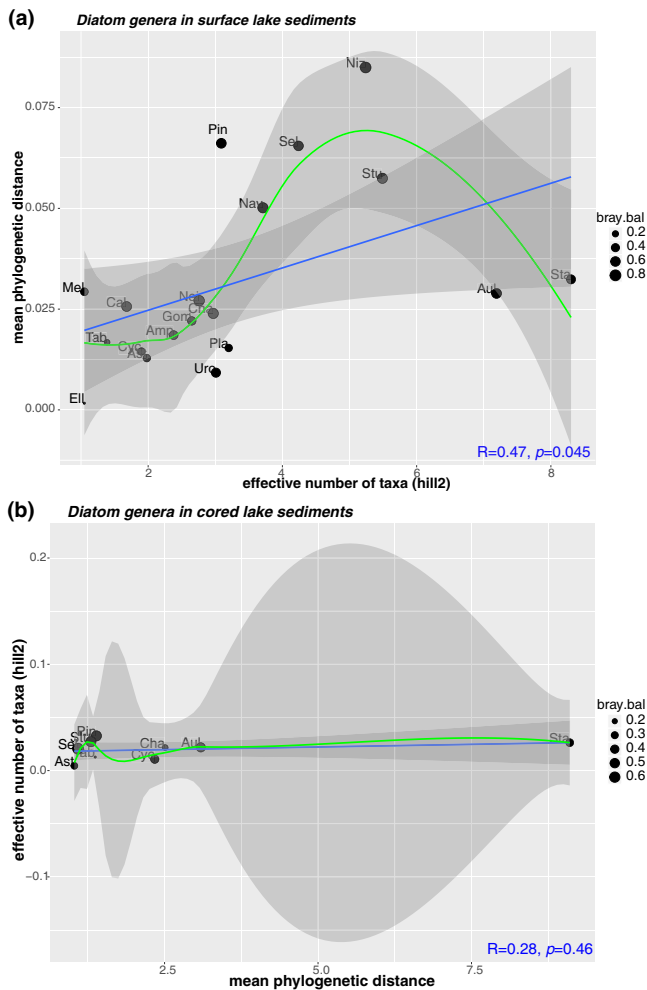 (a)
Diatom genera in surface lake sediments
mean phylogenetic distance
0.075
0.050
0.025
0.000
Niz
Pin
Sel
Stu
Nav
Mel
Cal
Nei
Cha
Gom
Amp
Tab
Cyc
Pla
Uro
Ell
Aul
Sta
R=0.47, p=0.045
2
4
6
8
effective number of taxa (hill2)
bray.bal
0.2
0.4
0.6
0.8
(b)
Diatom genera in cored lake sediments
effective number of taxa (hill2)
0.2
0.1
0.0
−0.1
Pin
Cha
Aul
Cyc
Ast
Sta
R=0.28, p=0.46
2.5
5.0
7.5
mean phylogenetic distance
bray.bal
0.2
0.3
0.4
0.5
0.6